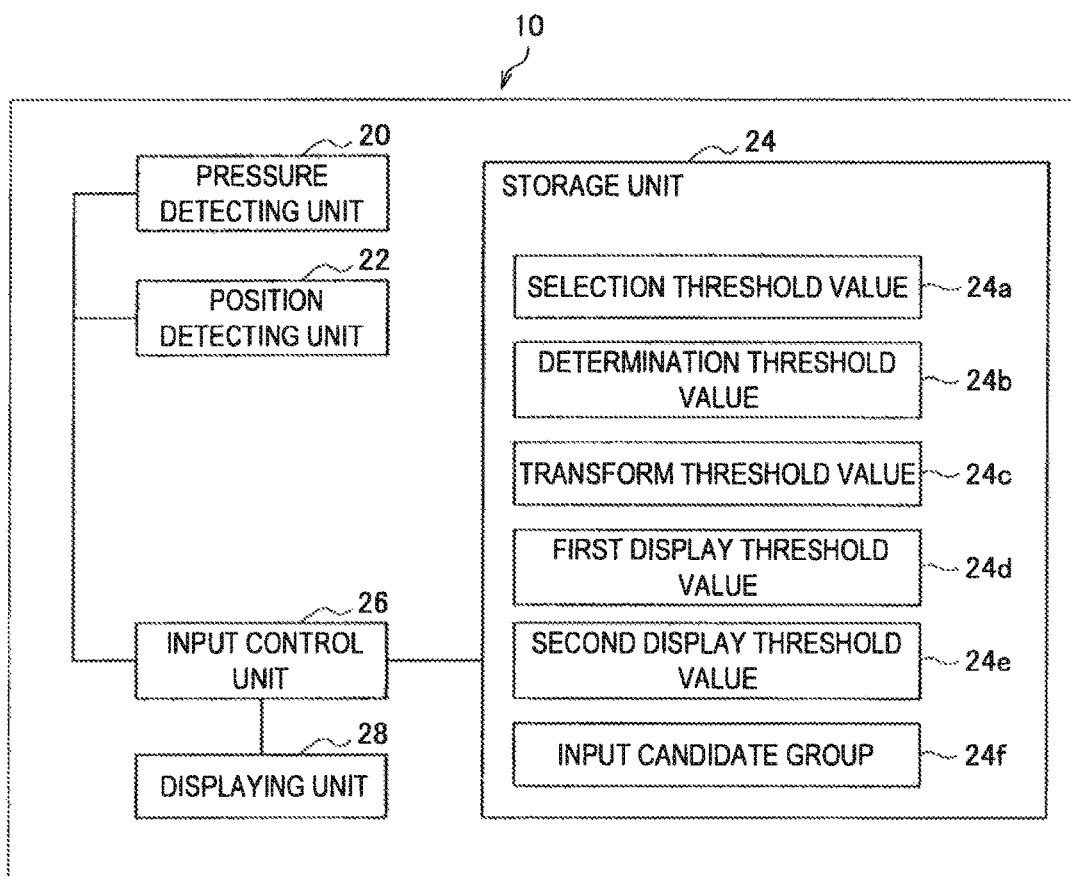 10
20
PRESSURE
DETECTING UNIT
22
POSITION
DETECTING UNIT
26
INPUT CONTROL
UNIT
28
DISPLAYING UNIT
24
STORAGE UNIT
SELECTION THRESHOLD VALUE
24a
DETERMINATION THRESHOLD
VALUE
24b
TRANSFORM THRESHOLD VALUE
24c
FIRST DISPLAY THRESHOLD
VALUE
24d
SECOND DISPLAY THRESHOLD
VALUE
24e
INPUT CANDIDATE GROUP
24f